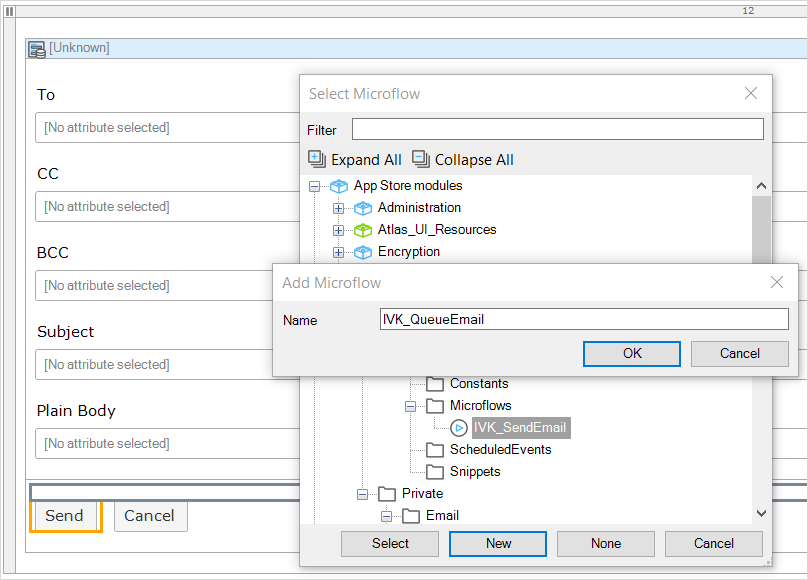 12
[Unknown]
To
[No attribute selected]
CC
[No attribute selected]
BCC
[No attribute selected]
Subject
[No attribute selected]
Plain Body
[No attribute selected]
Send
Cancel
Select Microflow
Filter
Expand All
Collapse All
App Store modules
Administration
Atlas_UI_Resources
Encryption
Add Microflow
Name
IVK_QueueEmail
OK
Cancel
Constants
Microflows
IVK_SendEmail
ScheduledEvents
Snippets
Private
Email
Select
New
None
Cancel